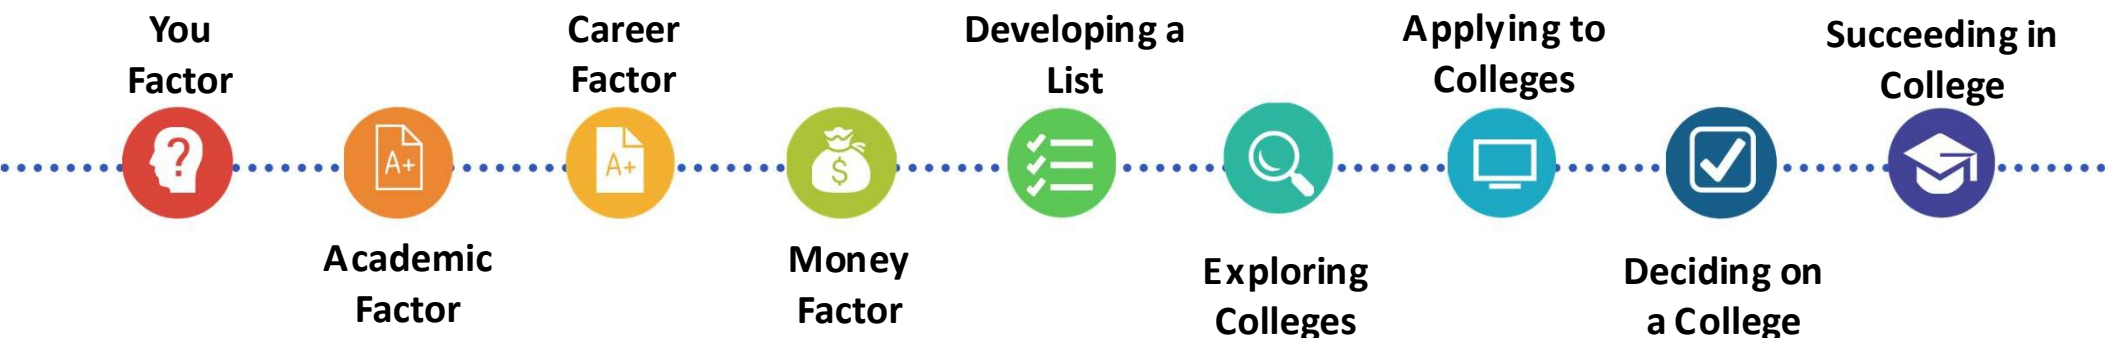 You
Factor
Academic
Factor
Career
Factor
Money
Factor
Developing a
List
Exploring
Colleges
Applying to
Colleges
Deciding on
a College
Succeeding in
College
?
A+
A+
$